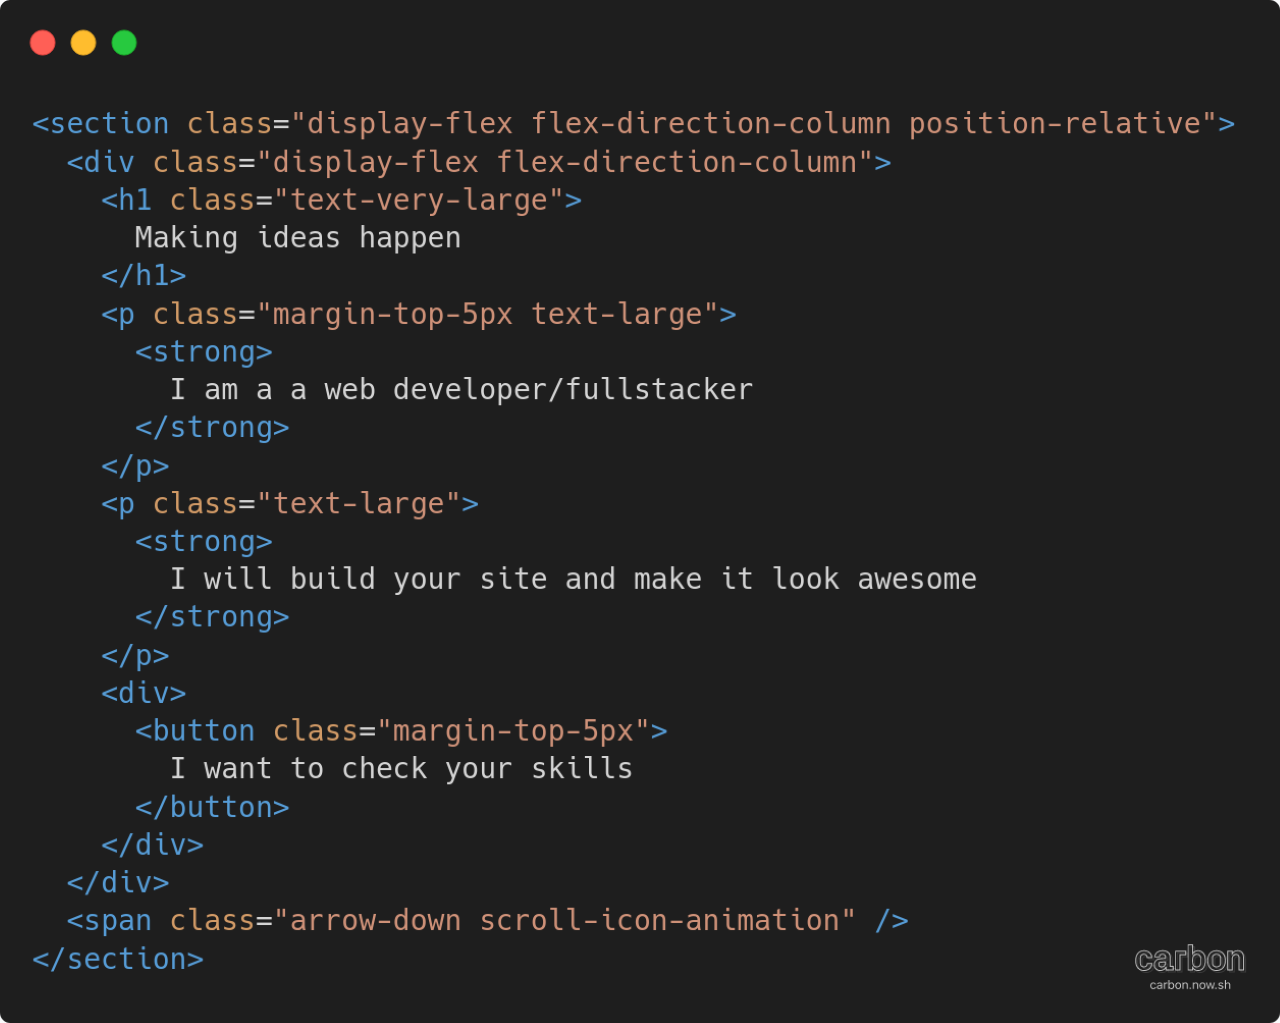 <section class="display-flex flex-direction-column position-relative">
  <div class="display-flex flex-direction-column">
    <h1 class="text-very-large">
      Making ideas happen
    </h1>
    <p class="margin-top-5px text-large">
      <strong>
        I am a a web developer/fullstacker
      </strong>
    </p>
    <p class="text-large">
      <strong>
        I will build your site and make it look awesome
      </strong>
    </p>
    <div>
      <button class="margin-top-5px">
        I want to check your skills
      </button>
    </div>
  </div>
  <span class="arrow-down scroll-icon-animation" />
</section>
carbon
carbon.now.sh